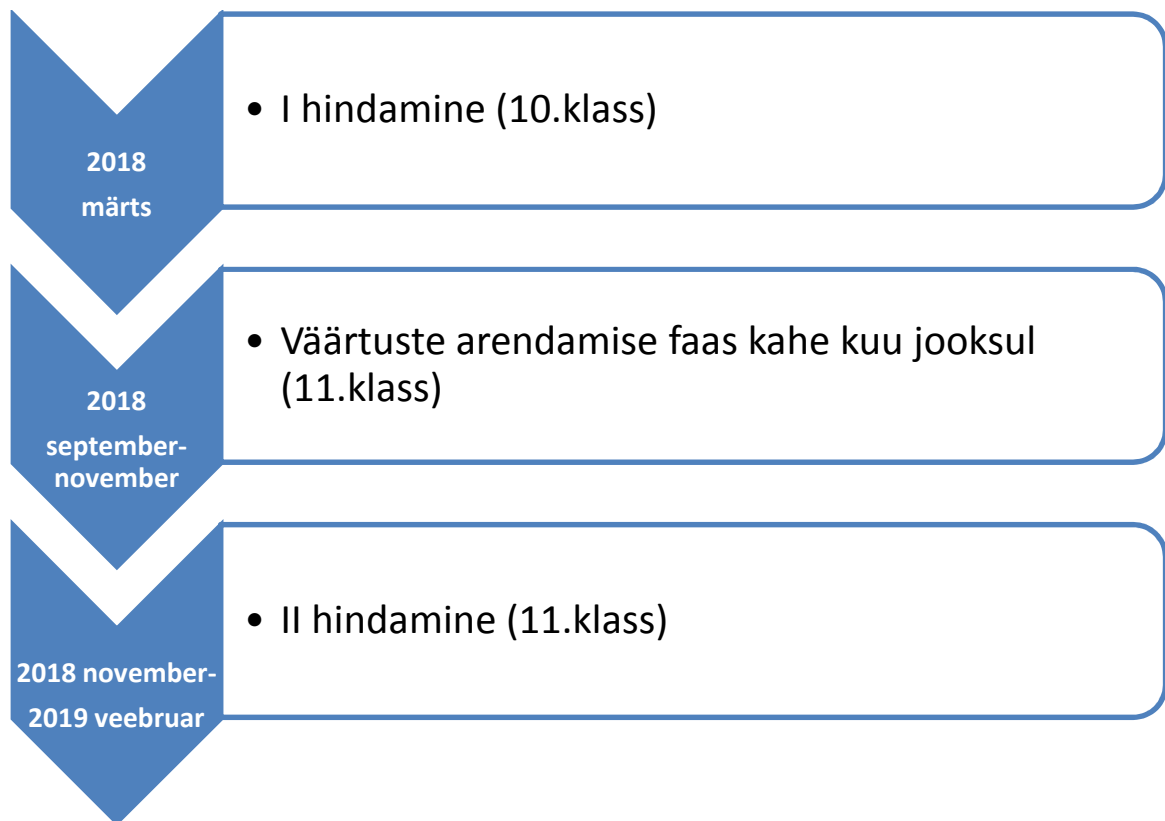 2018
märts
• I hindamine (10.klass)
2018
september-
november
• Väärtuste arendamise faas kahe kuu jooksul
(11.klass)
2018 november-
2019 veebruar
• II hindamine (11.klass)